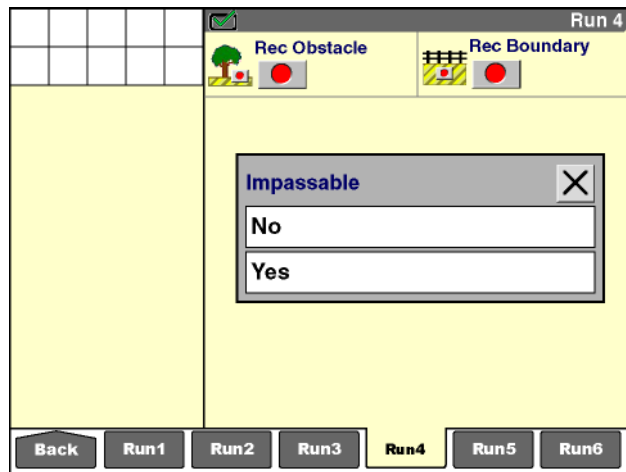 Run 4
Rec Obstacle
Rec Boundary
Impassable
No
Yes
Back
Run1
Run2
Run3
Run4
Run5
Run6